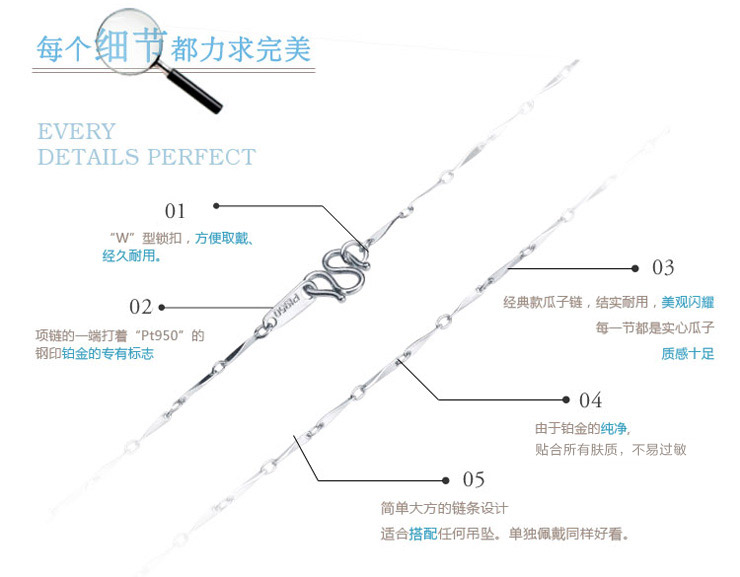 每个细节都力求完美
EVERY
DETAILS PERFECT
01
“W”型锁扣，方便取戴、
经久耐用。
02
项链的一端打着“Pt950”的
钢印铂金的专有标志
Pt950
03
经典款瓜子链，结实耐用，美观闪耀
每一节都是实心瓜子
质感十足
04
由于铂金的纯净,
贴合所有肤质，不易过敏
05
简单大方的链条设计
适合搭配任何吊坠。单独佩戴同样好看。